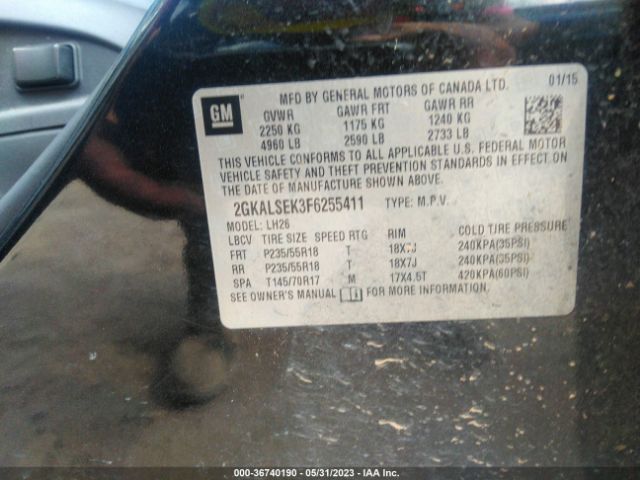 GM
MFD BY GENERAL MOTORS OF CANADA LTD. 01/15
GVWR GAWR FRT GAWR RR
2250 KG 1175 KG 1240 KG
4960 LB 2590 LB 2733 LB
THIS VEHICLE CONFORMS TO ALL APPLICABLE U.S. FEDERAL MOTOR
VEHICLE SAFETY AND THEFT PREVENTION STANDARDS IN EFFECT ON
THE DATE OF MANUFACTURE SHOWN ABOVE.
2GKALSEK3F6255411 TYPE: M.P.V.
MODEL: LH26
LBCV TIRE SIZE SPEED RTG RIM COLD TIRE PRESSURE
FRT P235/55R18 T 18X7J 240KPA(35PSI)
RR P235/55R18 T 18X7J 240KPA(35PSI)
SPA T145/70R17 M 17X4.5T 420KPA(60PSI)
SEE OWNER'S MANUAL FOR MORE INFORMATION.
000-36740190 - 05/31/2023 - IAA Inc.